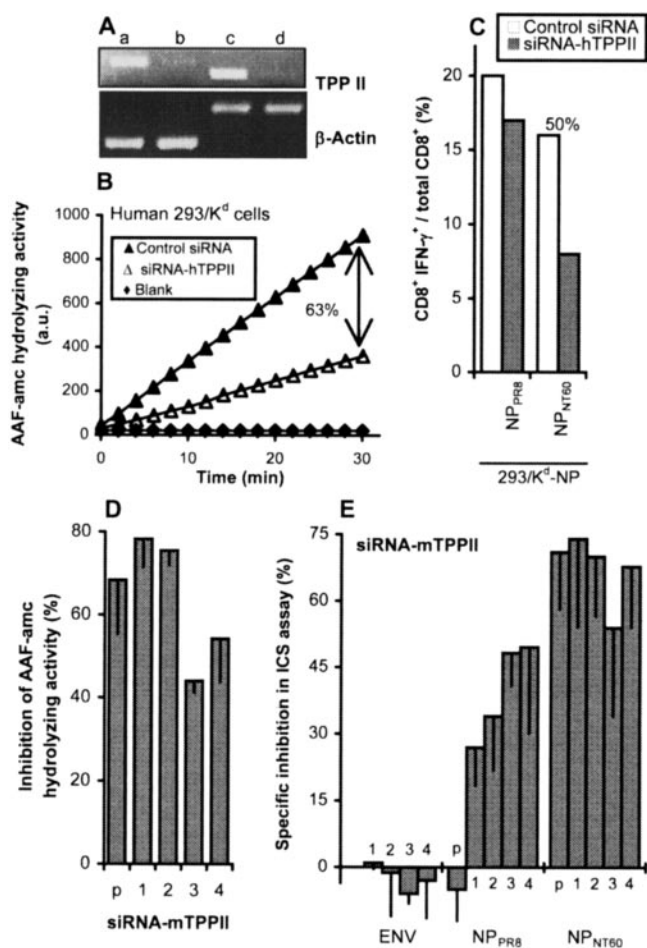 A
a b c d
TPP II
β-Actin
B
Human 293/Kᵈ cells
Control siRNA
siRNA-hTPPII
Blank
63%
AAF-amc hydrolyzing activity
(a.u.)
1000
800
600
400
200
0
0 10 20 30
Time (min)
C
Control siRNA
siRNA-hTPPII
50%
CD8⁺ IFN-γ⁺ / total CD8⁺ (%)
20
15
10
5
0
NP_PR8
NP_NT60
293/Kᵈ-NP
D
Inhibition of AAF-amc
hydrolyzing activity (%)
80
60
40
20
0
p 1 2 3 4
siRNA-mTPPII
E
siRNA-mTPPII
Specific inhibition in ICS assay (%)
75
60
45
30
15
0
1 2 3 4
p
1 2 3 4
p 1 2 3 4
ENV NP_PR8 NP_NT60